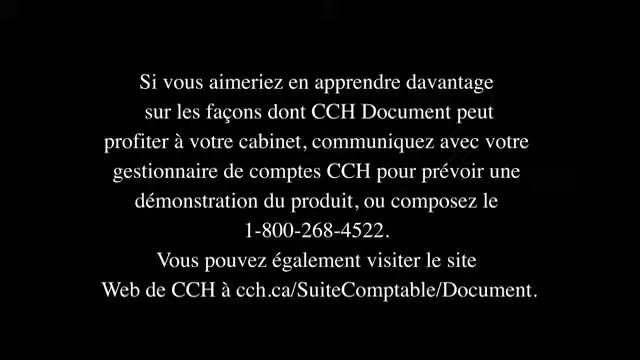 Si vous aimeriez en apprendre davantage
sur les façons dont CCH Document peut
profiter à votre cabinet, communiquez avec votre
gestionnaire de comptes CCH pour prévoir une
démonstration du produit, ou composez le
1-800-268-4522.
Vous pouvez également visiter le site
Web de CCH à cch.ca/SuiteComptable/Document.